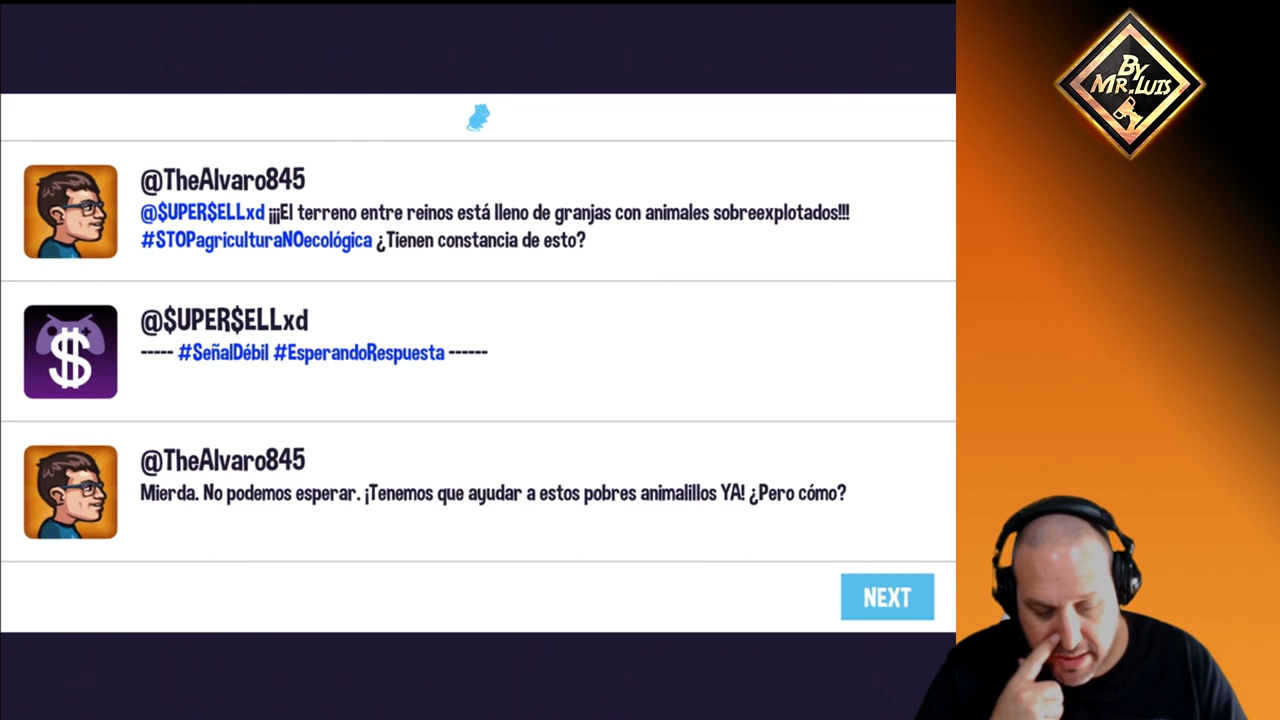 @TheAlvaro845
@$UPER$ELLxd ¡¡¡El terreno entre reinos está lleno de granjas con animales sobreexplotados!!!
#STOPagriculturaNOecológica ¿Tienen constancia de esto?
@$UPER$ELLxd
----- #SeñalDébil #EsperandoRespuesta ------
@TheAlvaro845
Mierda. No podemos esperar. ¡Tenemos que ayudar a estos pobres animalillos YA! ¿Pero cómo?
NEXT
By
Mr.Luis